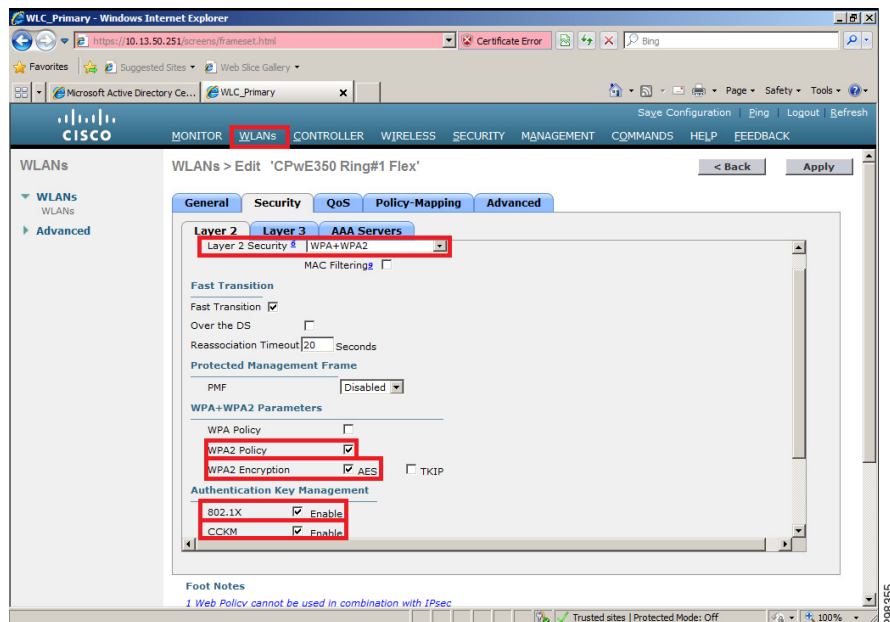 WLC_Primary - Windows Internet Explorer
https://10.13.50.251/screens/frameset.html Certificate Error Bing
Favorites Suggested Sites Web Slice Gallery
Microsoft Active Directory Ce... WLC_Primary x Page Safety Tools
Save Configuration Ping Logout Refresh
CISCO MONITOR WLANs CONTROLLER WIRELESS SECURITY MANAGEMENT COMMANDS HELP FEEDBACK
WLANs
WLANs
WLANs
Advanced
WLANs > Edit 'CPwE350 Ring#1 Flex' < Back Apply
General Security QoS Policy-Mapping Advanced
Layer 2 Layer 3 AAA Servers
Layer 2 Security 6 WPA+WPA2
MAC Filtering 9
Fast Transition
Fast Transition
Over the DS
Reassociation Timeout 20 Seconds
Protected Management Frame
PMF Disabled
WPA+WPA2 Parameters
WPA Policy
WPA2 Policy
WPA2 Encryption AES TKIP
Authentication Key Management
802.1X Enable
CCKM Enable
Foot Notes
1 Web Policy cannot be used in combination with IPsec
Trusted sites | Protected Mode: Off 100%
298355